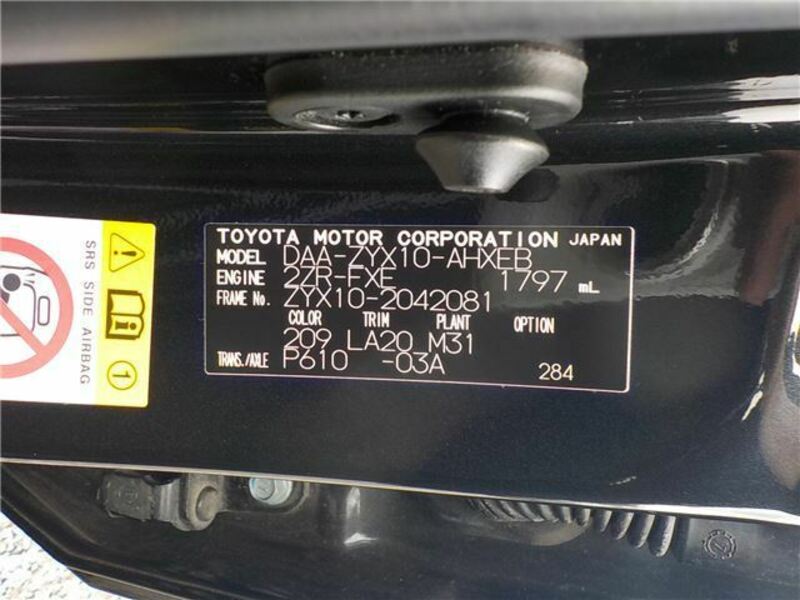 TOYOTA MOTOR CORPORATION JAPAN
MODEL DAA-ZYX10-AHXEB
ENGINE 2ZR-FXE 1797 mL
FRAME No. ZYX10-2042081
COLOR TRIM PLANT OPTION
209 LA20 M31
TRANS./AXLE P610 -03A 284
SRS SIDE AIRBAG
1